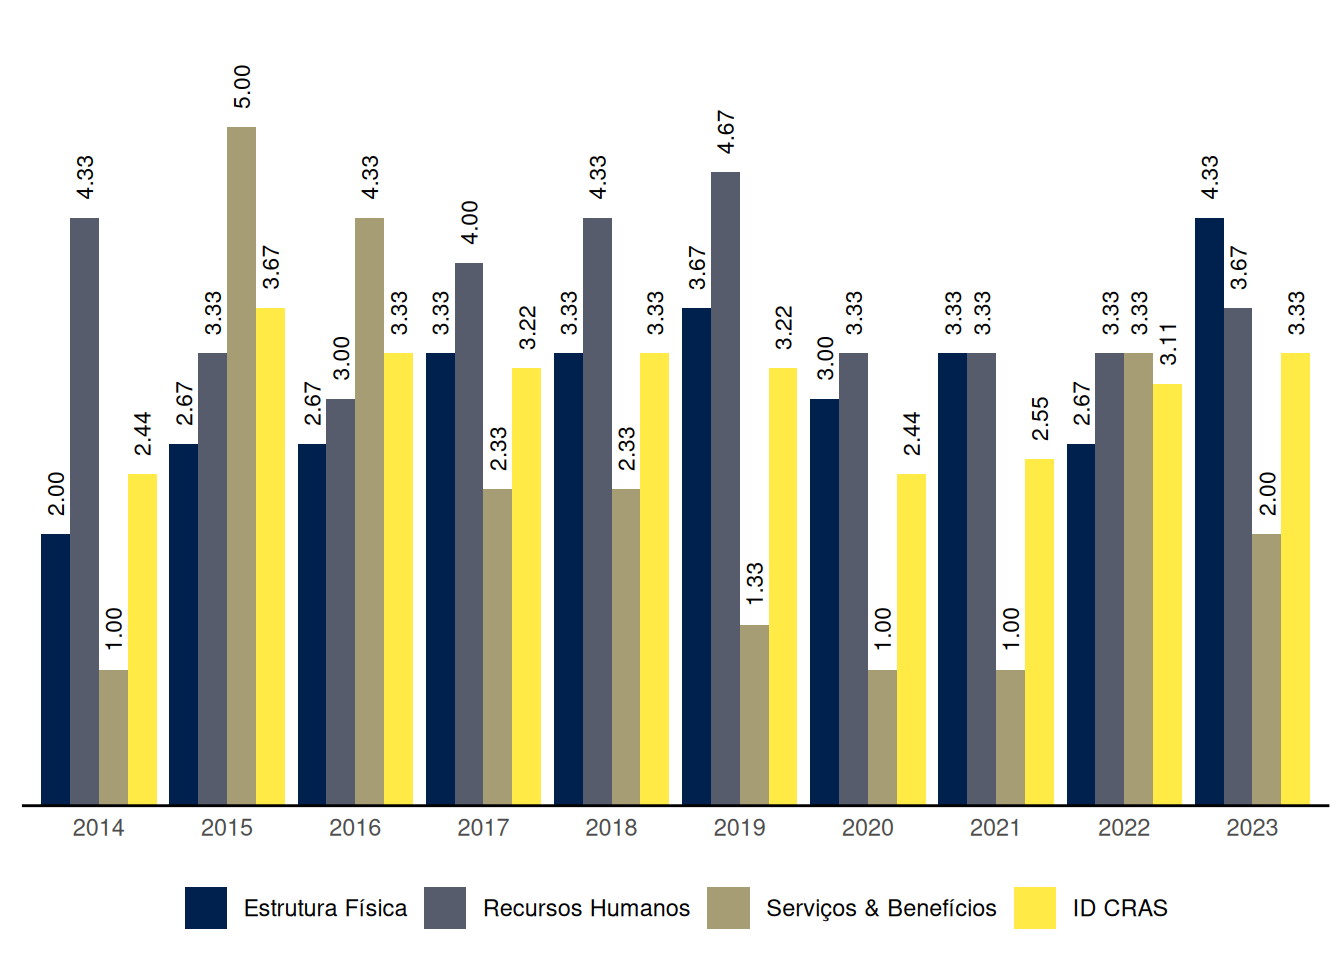 2.00 4.33 1.00 2.44
2.67 3.33 5.00 3.67
2.67 3.00 4.33 3.33
3.33 4.00 2.33 3.22
3.33 4.33 2.33 3.33
3.67 4.67 1.33 3.22
3.00 3.33 1.00 2.44
3.33 3.33 1.00 2.55
2.67 3.33 3.33 3.11
4.33 3.67 2.00 3.33
2014 2015 2016 2017 2018 2019 2020 2021 2022 2023
Estrutura Física Recursos Humanos Serviços & Benefícios ID CRAS